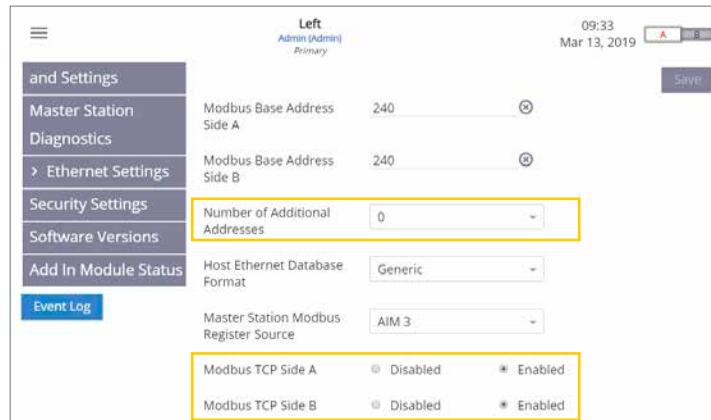 Left
Admin (Admin)
Primary
09:33
Mar 13, 2019
A
B
Save
and Settings
Master Station
Diagnostics
> Ethernet Settings
Security Settings
Software Versions
Add In Module Status
Event Log
Modbus Base Address
Side A
240
Modbus Base Address
Side B
240
Number of Additional
Addresses
0
Host Ethernet Database
Format
Generic
Master Station Modbus
Register Source
AIM 3
Modbus TCP Side A
Disabled
Enabled
Modbus TCP Side B
Disabled
Enabled